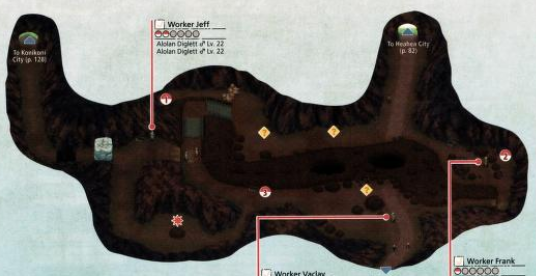 Worker Jeff
Alolan Diglett ♂ Lv. 22
Alolan Diglett ♂ Lv. 22
To Konikoni
City (p. 128)
To Heahea City
(p. 82)
1
?
?
2
3
?
Worker Frank
Worker Vaclav